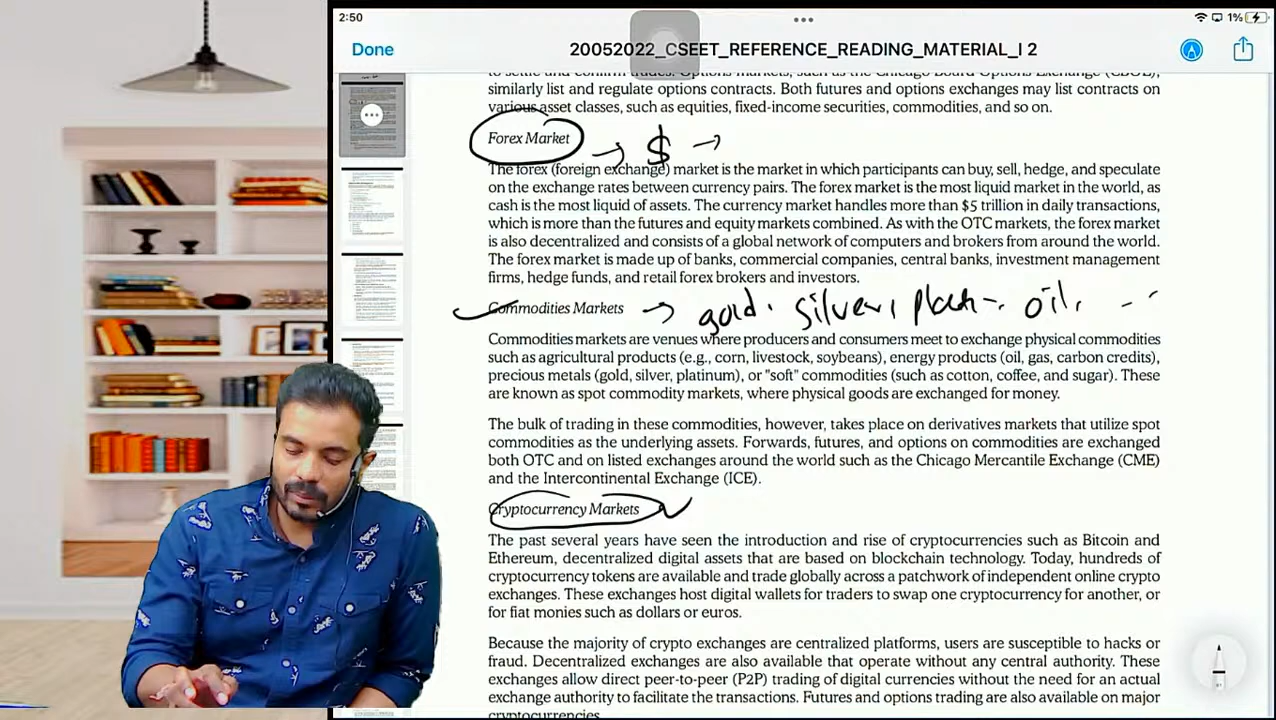 2:50
1%
Done
20052022_CSEET_REFERENCE_READING_MATERIAL_I 2
to settle and confirm trades. Options markets, such as the Chicago Board Options Exchange (CBOE),
similarly list and regulate options contracts. Both futures and options exchanges may list contracts on
various asset classes, such as equities, fixed-income securities, commodities, and so on.
Forex Market → $ →
The forex (foreign exchange) market is the market in which participants can buy, sell, hedge, and speculate
on the exchange rates between currency pairs. The forex market is the most liquid market in the world, as
cash is the most liquid of assets. The currency market handles more than $5 trillion in daily transactions,
which is more than the futures and equity markets combined. As with the OTC markets, the forex market
is also decentralized and consists of a global network of computers and brokers from around the world.
The forex market is made up of banks, commercial companies, central banks, investment management
firms, hedge funds, and retail forex brokers and investors.
Commodities Markets → gold silver oil
Commodities markets are venues where producers and consumers meet to exchange physical commodities
such as agricultural products (e.g., corn, livestock, soybeans), energy products (oil, gas, carbon credits),
precious metals (gold, silver, platinum), or "soft" commodities (such as cotton, coffee, and sugar). These
are known as spot commodity markets, where physical goods are exchanged for money.
The bulk of trading in these commodities, however, takes place on derivatives markets that utilize spot
commodities as the underlying assets. Forwards, futures, and options on commodities are exchanged
both OTC and on listed exchanges around the world such as the Chicago Mercantile Exchange (CME)
and the Intercontinental Exchange (ICE).
Cryptocurrency Markets
The past several years have seen the introduction and rise of cryptocurrencies such as Bitcoin and
Ethereum, decentralized digital assets that are based on blockchain technology. Today, hundreds of
cryptocurrency tokens are available and trade globally across a patchwork of independent online crypto
exchanges. These exchanges host digital wallets for traders to swap one cryptocurrency for another, or
for fiat monies such as dollars or euros.
Because the majority of crypto exchanges are centralized platforms, users are susceptible to hacks or
fraud. Decentralized exchanges are also available that operate without any central authority. These
exchanges allow direct peer-to-peer (P2P) trading of digital currencies without the need for an actual
exchange authority to facilitate the transactions. Futures and options trading are also available on major
cryptocurrencies.